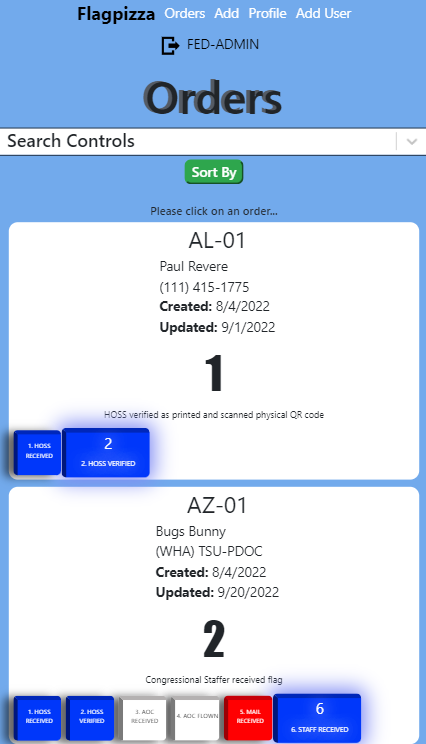 Flagpizza Orders Add Profile Add User
FED-ADMIN
Orders
Search Controls
Sort By
Please click on an order...
AL-01
Paul Revere
(111) 415-1775
Created: 8/4/2022
Updated: 9/1/2022
1
HOSS verified as printed and scanned physical QR code
1. HOSS
RECEIVED
2
2. HOSS VERIFIED
AZ-01
Bugs Bunny
(WHA) TSU-PDOC
Created: 8/4/2022
Updated: 9/20/2022
2
Congressional Staffer received flag
1. HOSS
RECEIVED
2. HOSS
VERIFIED
3. AOC
RECEIVED
4. AOC FLOWN
5. MAIL
RECEIVED
6
6. STAFF RECEIVED